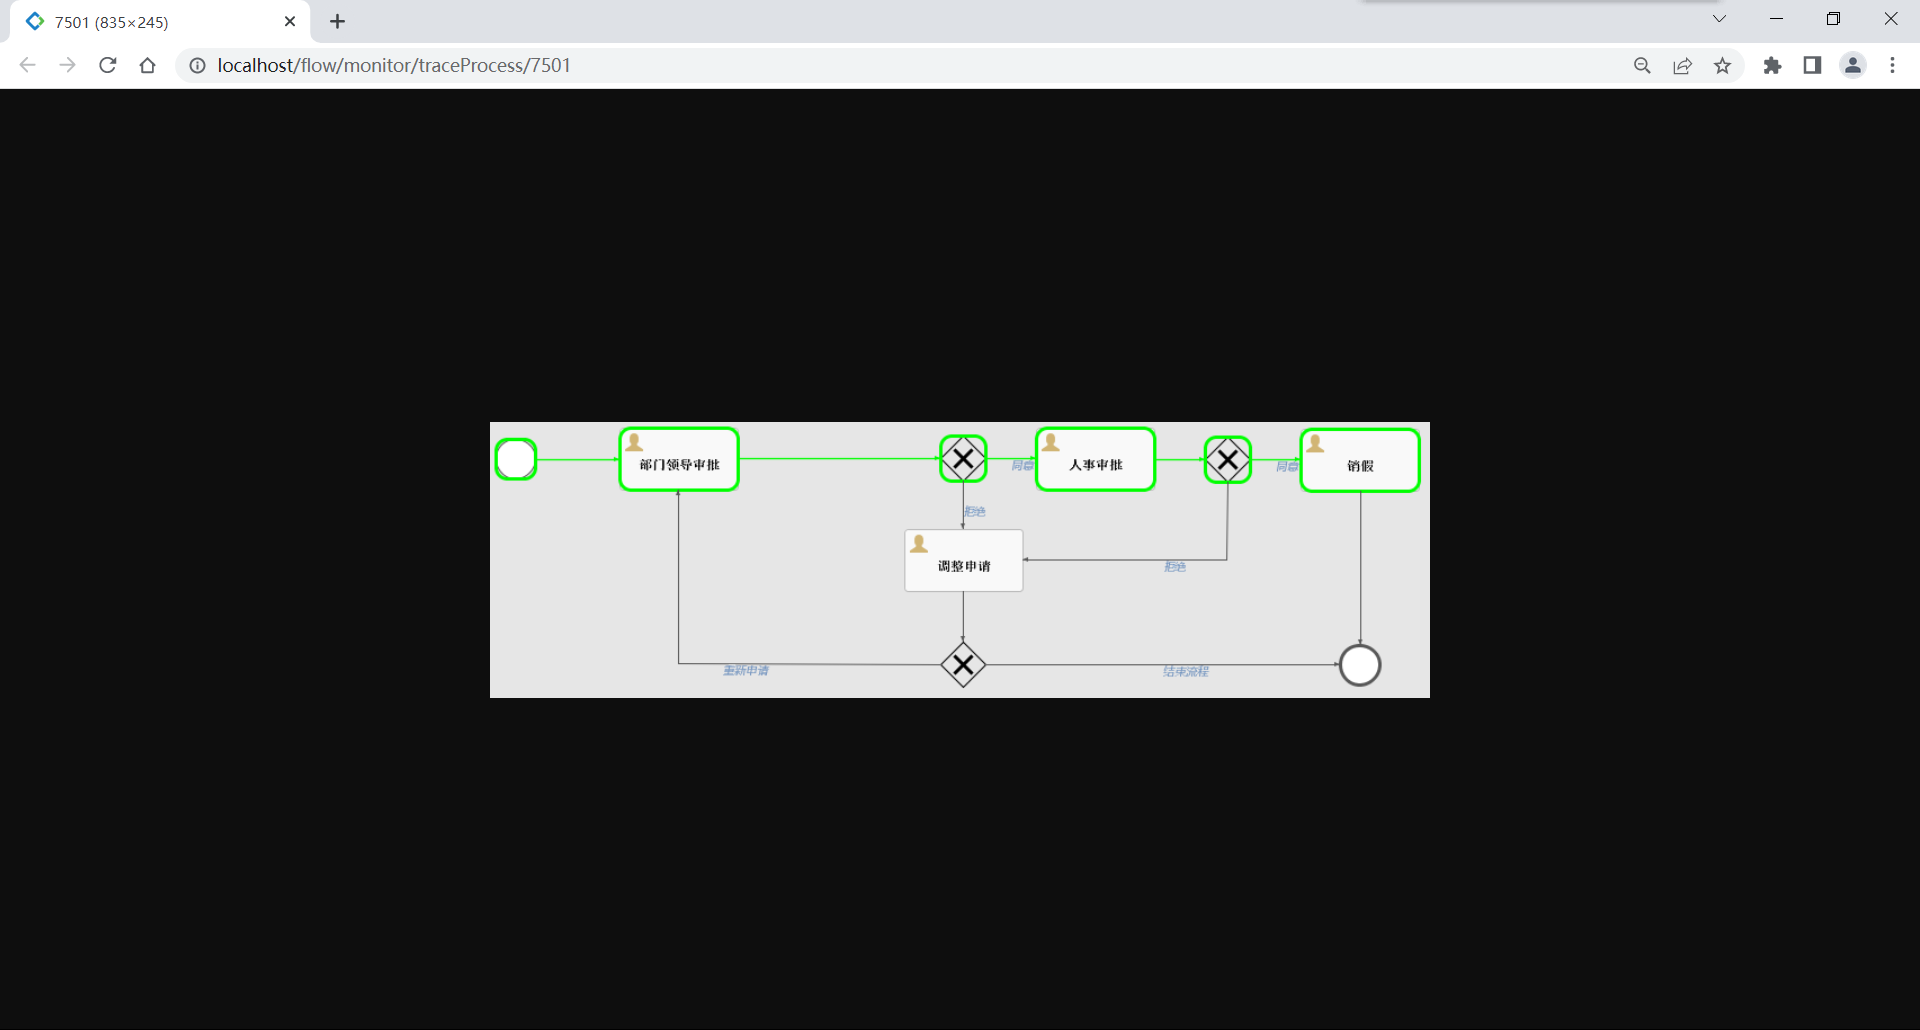 7501 (835×245)
localhost/flow/monitor/traceProcess/7501
部门领导审批
同意
人事审批
同意
销假
拒绝
调整申请
拒绝
重新申请
结束流程